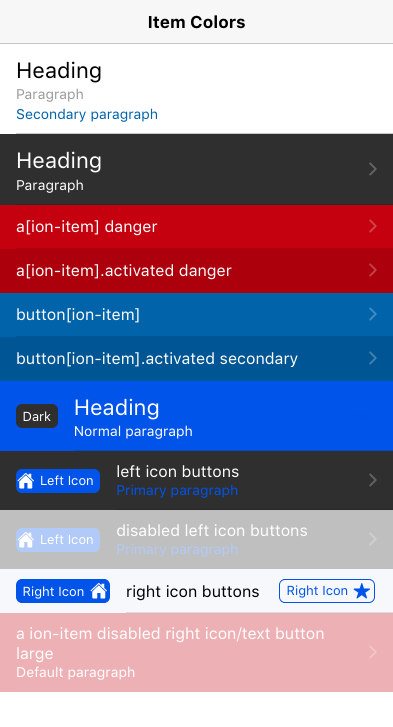 Item Colors
Heading
Paragraph
Secondary paragraph
Heading
Paragraph
a[ion-item] danger
a[ion-item].activated danger
button[ion-item]
button[ion-item].activated secondary
Dark
Heading
Normal paragraph
Left Icon
left icon buttons
Primary paragraph
Left Icon
disabled left icon buttons
Primary paragraph
Right Icon
right icon buttons
Right Icon
a ion-item disabled right icon/text button
large
Default paragraph